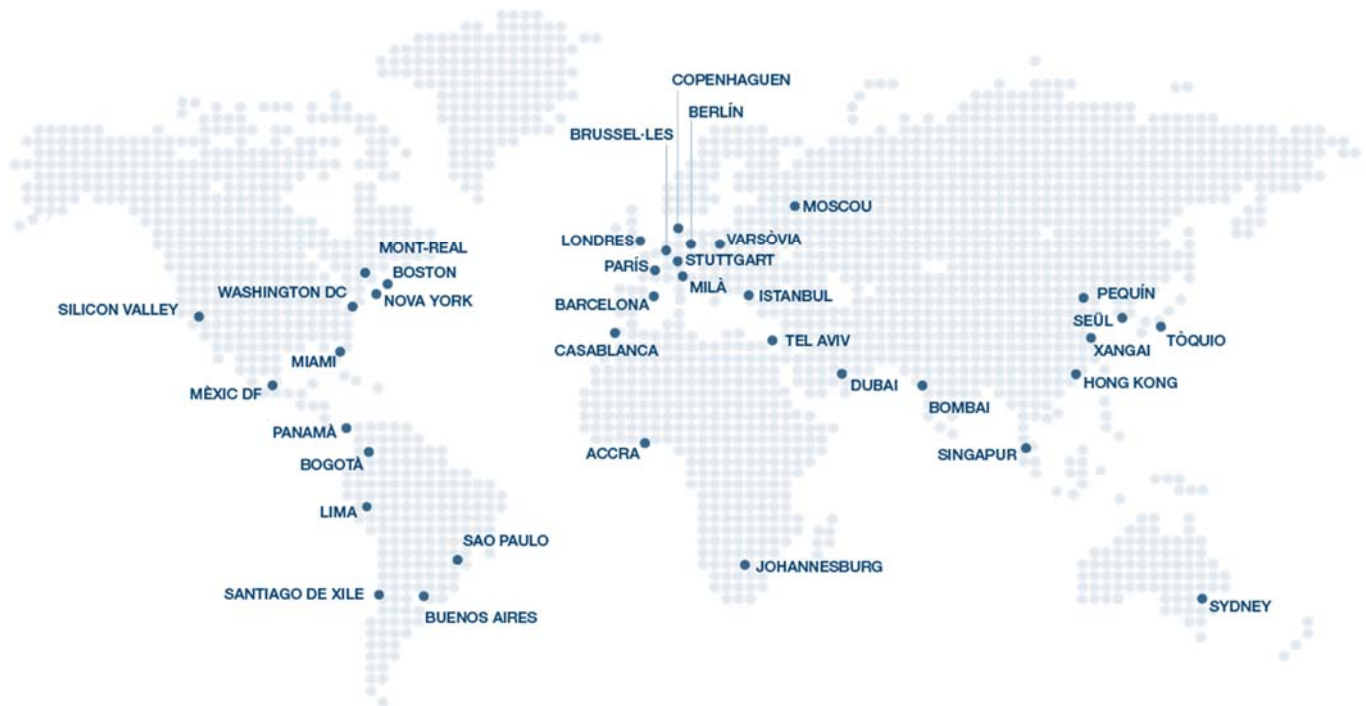 COPENHAGUEN
BERLÍN
BRUSSEL·LES
MOSCOU
LONDRES
VARSÒVIA
MONT-REAL
PARÍS
STUTTGART
BOSTON
MILÀ
WASHINGTON DC
NOVA YORK
BARCELONA
ISTANBUL
PEQUÍN
SILICON VALLEY
SEÜL
TÒQUIO
CASABLANCA
TEL AVIV
XANGAI
MIAMI
DUBAI
HONG KONG
MÈXIC DF
BOMBAI
PANAMÀ
ACCRA
SINGAPUR
BOGOTÀ
LIMA
SAO PAULO
JOHANNESBURG
SANTIAGO DE XILE
SYDNEY
BUENOS AIRES